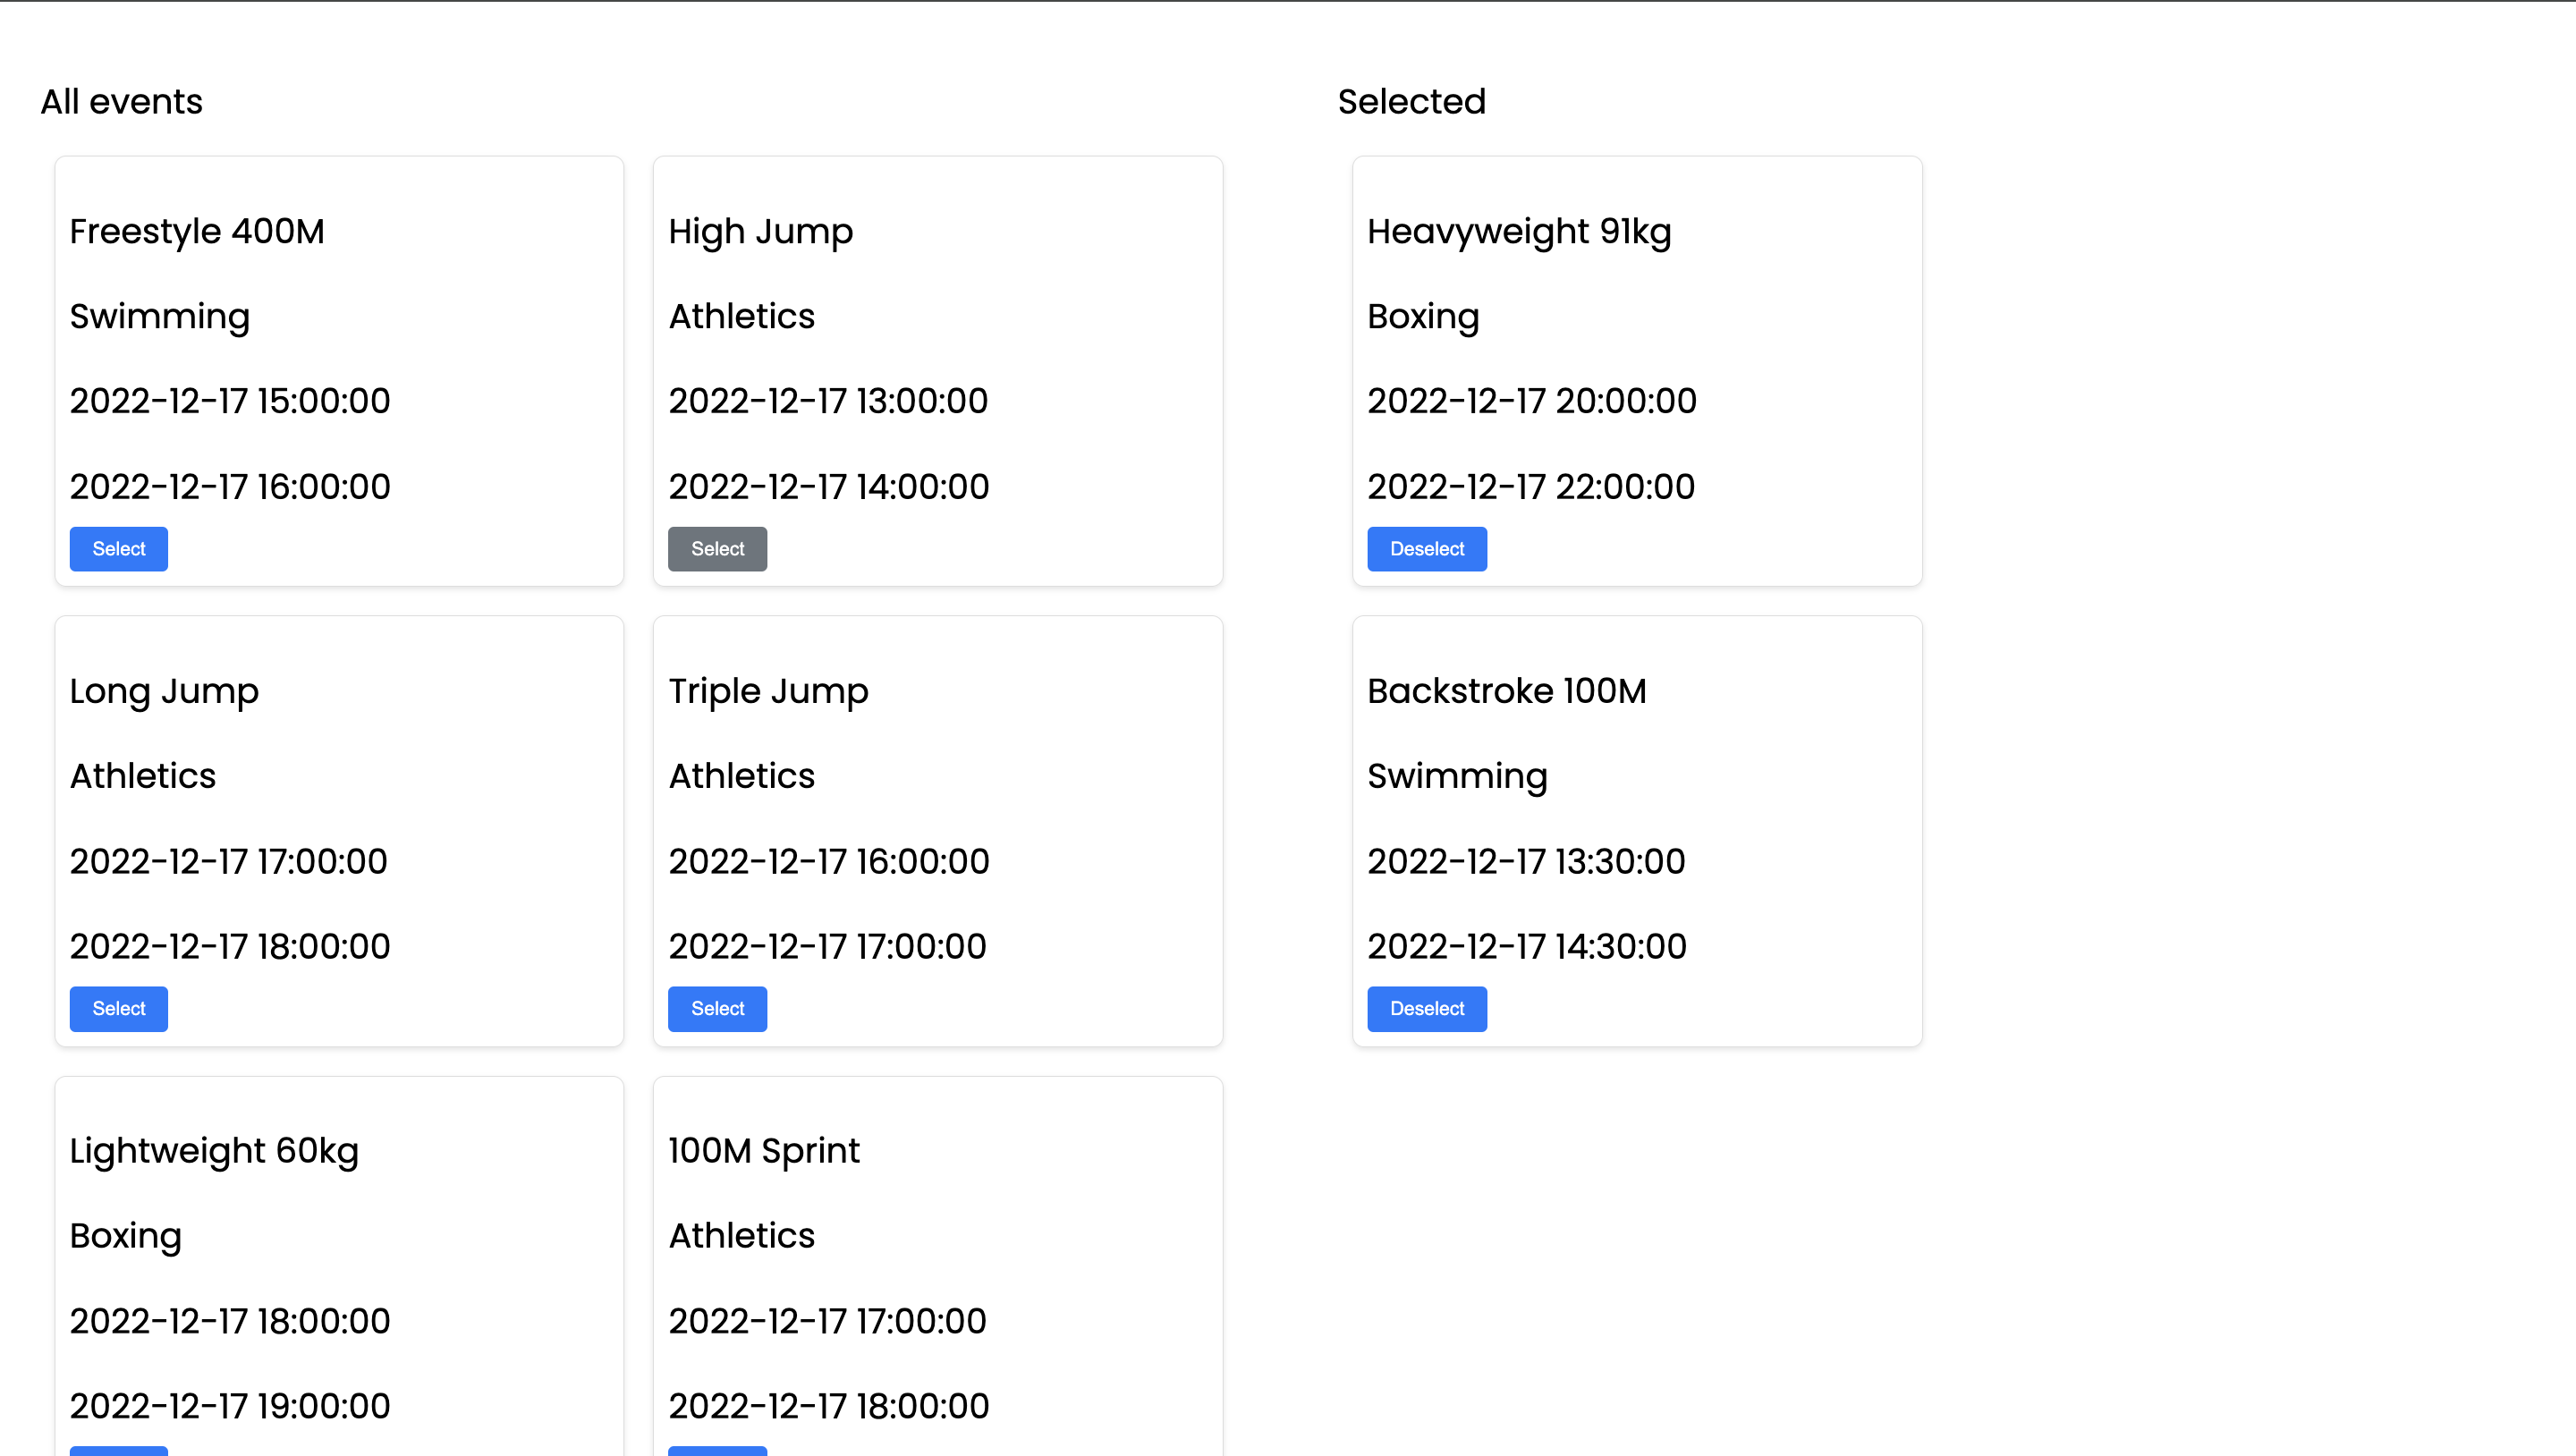 All events
Freestyle 400M
Swimming
2022-12-17 15:00:00
2022-12-17 16:00:00
Select
High Jump
Athletics
2022-12-17 13:00:00
2022-12-17 14:00:00
Select
Long Jump
Athletics
2022-12-17 17:00:00
2022-12-17 18:00:00
Select
Triple Jump
Athletics
2022-12-17 16:00:00
2022-12-17 17:00:00
Select
Lightweight 60kg
Boxing
2022-12-17 18:00:00
2022-12-17 19:00:00
100M Sprint
Athletics
2022-12-17 17:00:00
2022-12-17 18:00:00
Selected
Heavyweight 91kg
Boxing
2022-12-17 20:00:00
2022-12-17 22:00:00
Deselect
Backstroke 100M
Swimming
2022-12-17 13:30:00
2022-12-17 14:30:00
Deselect